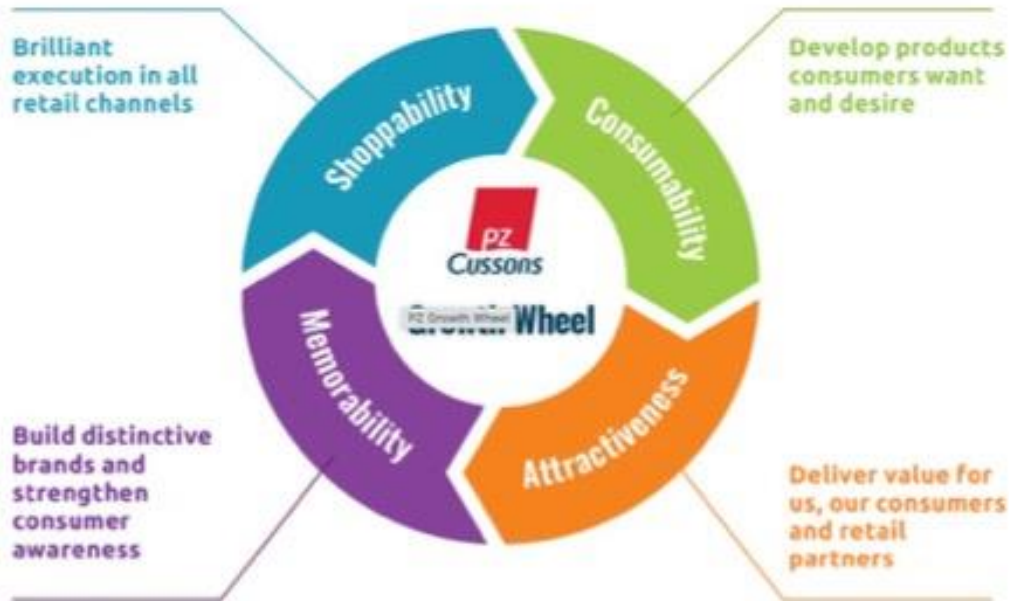 Brilliant
execution in all
retail channels
Develop products
consumers want
and desire
Shoppability
Consumability
PZ
Cussons
Growth Wheel
PZ Growth Wheel
Memorability
Attractiveness
Build distinctive
brands and
strengthen
consumer
awareness
Deliver value for
us, our consumers
and retail
partners